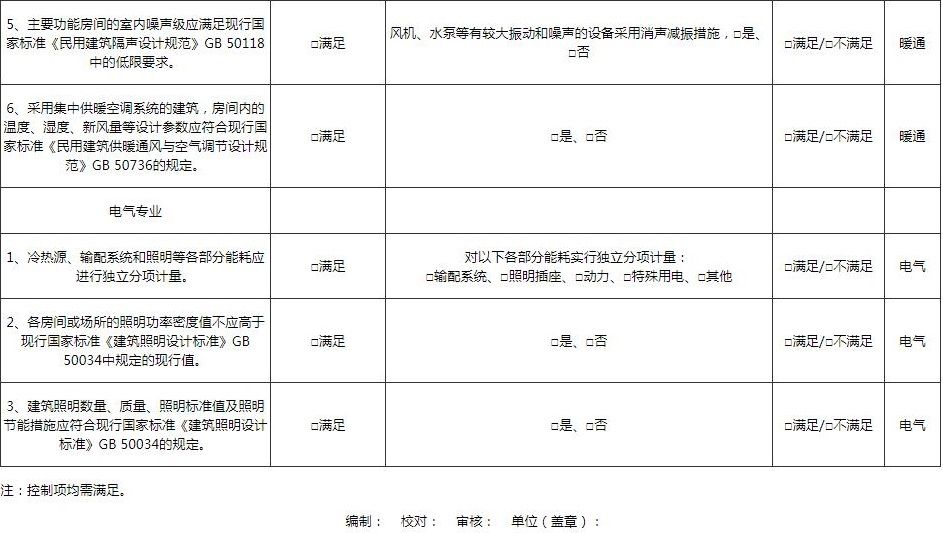 5、主要功能房间的室内噪声级应满足现行国
家标准《民用建筑隔声设计规范》GB 50118
中的低限要求。
□满足
风机、水泵等有较大振动和噪声的设备采用消声减振措施，□是、
□否
□满足/□不满足
暖通
6、采用集中供暖空调系统的建筑，房间内的
温度、湿度、新风量等设计参数应符合现行国
家标准《民用建筑供暖通风与空气调节设计规
范》GB 50736的规定。
□满足
□是、□否
□满足/□不满足
暖通
电气专业
1、冷热源、输配系统和照明等各部分能耗应
进行独立分项计量。
□满足
对以下各部分能耗实行独立分项计量：
□输配系统、□照明插座、□动力、□特殊用电、□其他
□满足/□不满足
电气
2、各房间或场所的照明功率密度值不应高于
现行国家标准《建筑照明设计标准》GB
50034中规定的现行值。
□满足
□是、□否
□满足/□不满足
电气
3、建筑照明数量、质量、照明标准值及照明
节能措施应符合现行国家标准《建筑照明设计
标准》GB 50034的规定。
□满足
□是、□否
□满足/□不满足
电气
注：控制项均需满足。
编制： 校对： 审核： 单位（盖章）：